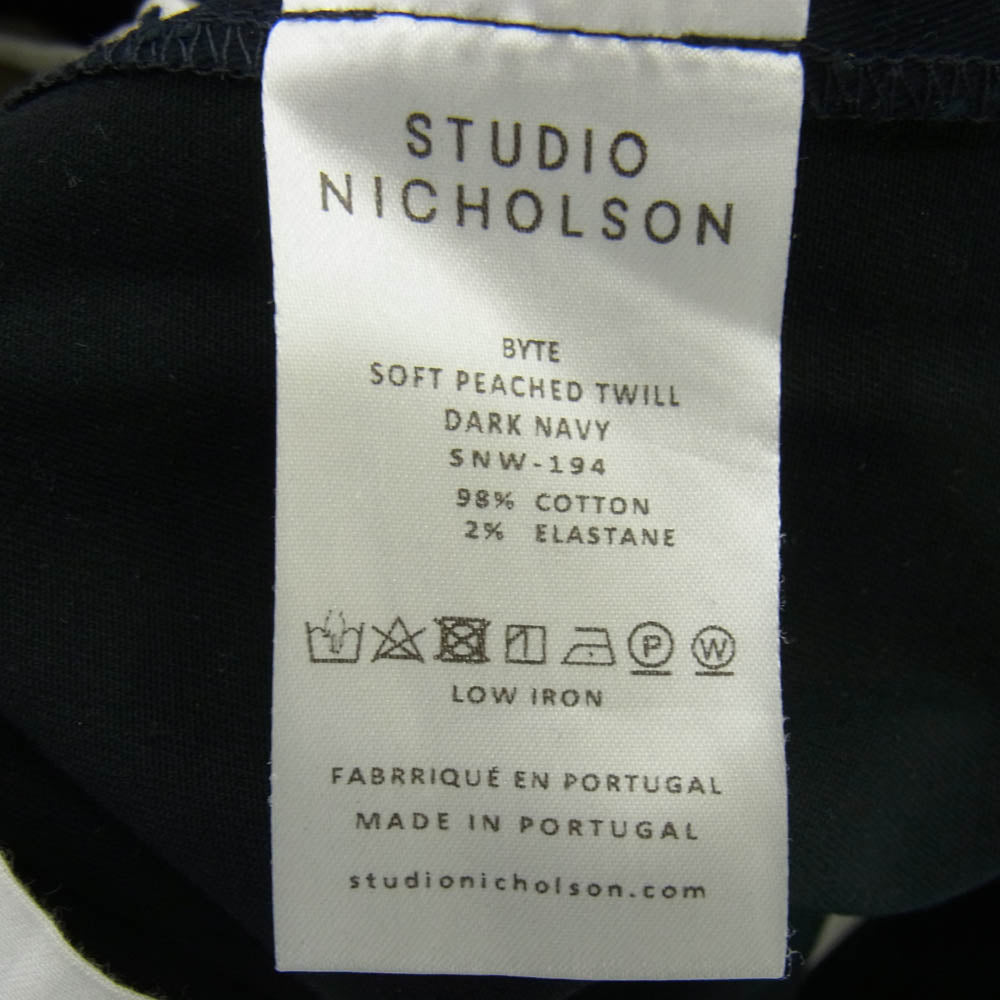 STUDIO
NICHOLSON
BYTE
SOFT PEACHED TWILL
DARK NAVY
SNW-194
98% COTTON
2% ELASTANE
P W
LOW IRON
FABRRIQUÉ EN PORTUGAL
MADE IN PORTUGAL
studionicholson.com